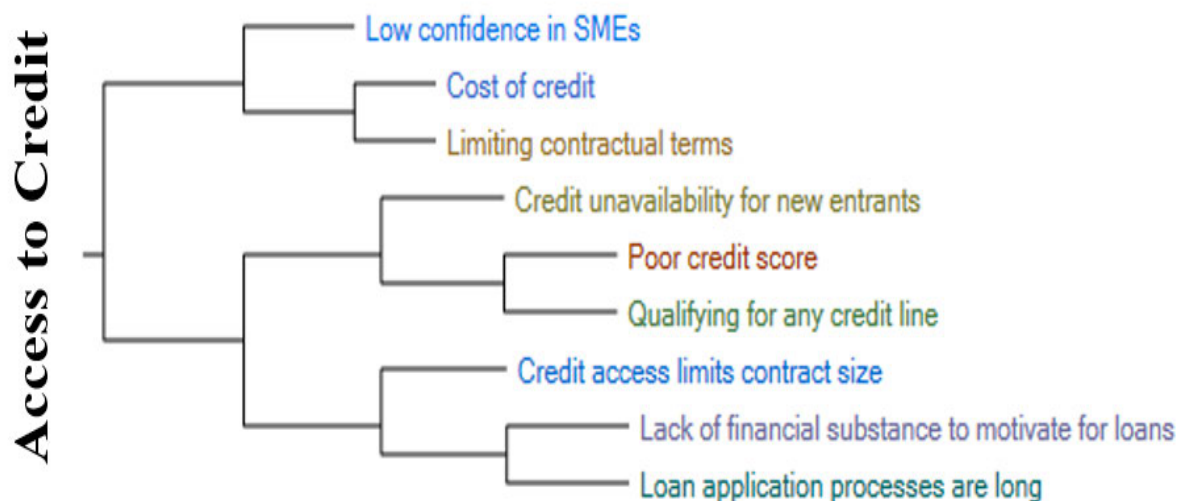 Access to Credit
Low confidence in SMEs
Cost of credit
Limiting contractual terms
Credit unavailability for new entrants
Poor credit score
Qualifying for any credit line
Credit access limits contract size
Lack of financial substance to motivate for loans
Loan application processes are long